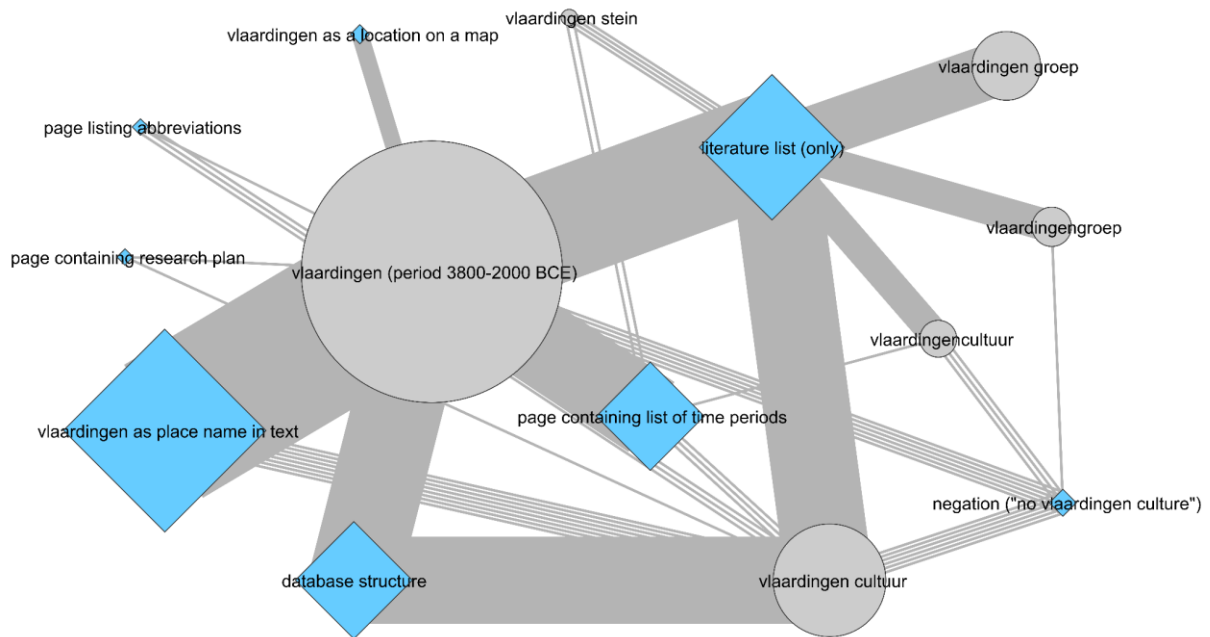 vlaardingen stein
vlaardingen as a location on a map
vlaardingen groep
page listing abbreviations
literature list (only)
vlaardingengroep
page containing research plan
vlaardingen (period 3800-2000 BCE)
vlaardingencultuur
page containing list of time periods
vlaardingen as place name in text
negation ("no vlaardingen culture")
database structure
vlaardingen cultuur